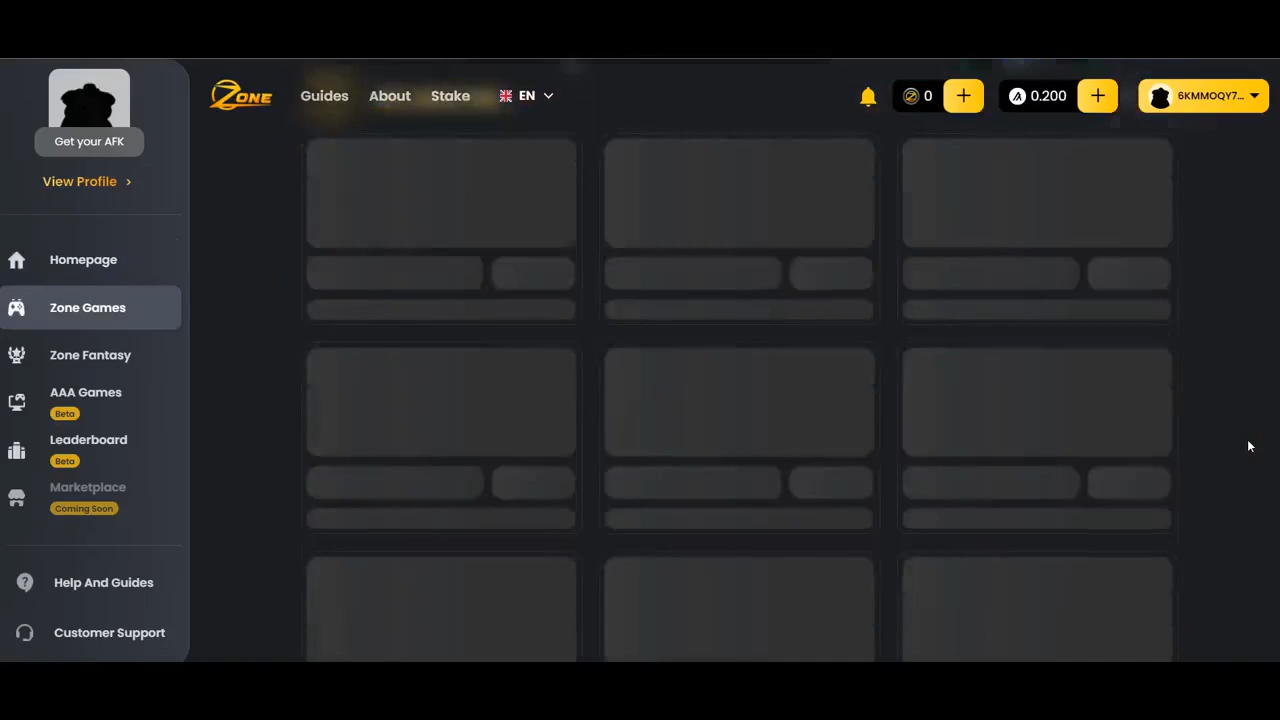 Get your AFK
View Profile >
Homepage
Zone Games
Zone Fantasy
AAA Games
Beta
Leaderboard
Beta
Marketplace
Coming Soon
Help And Guides
Customer Support
ZONE
Guides
About
Stake
EN
0
+
0.200
+
6KMMOQY7...